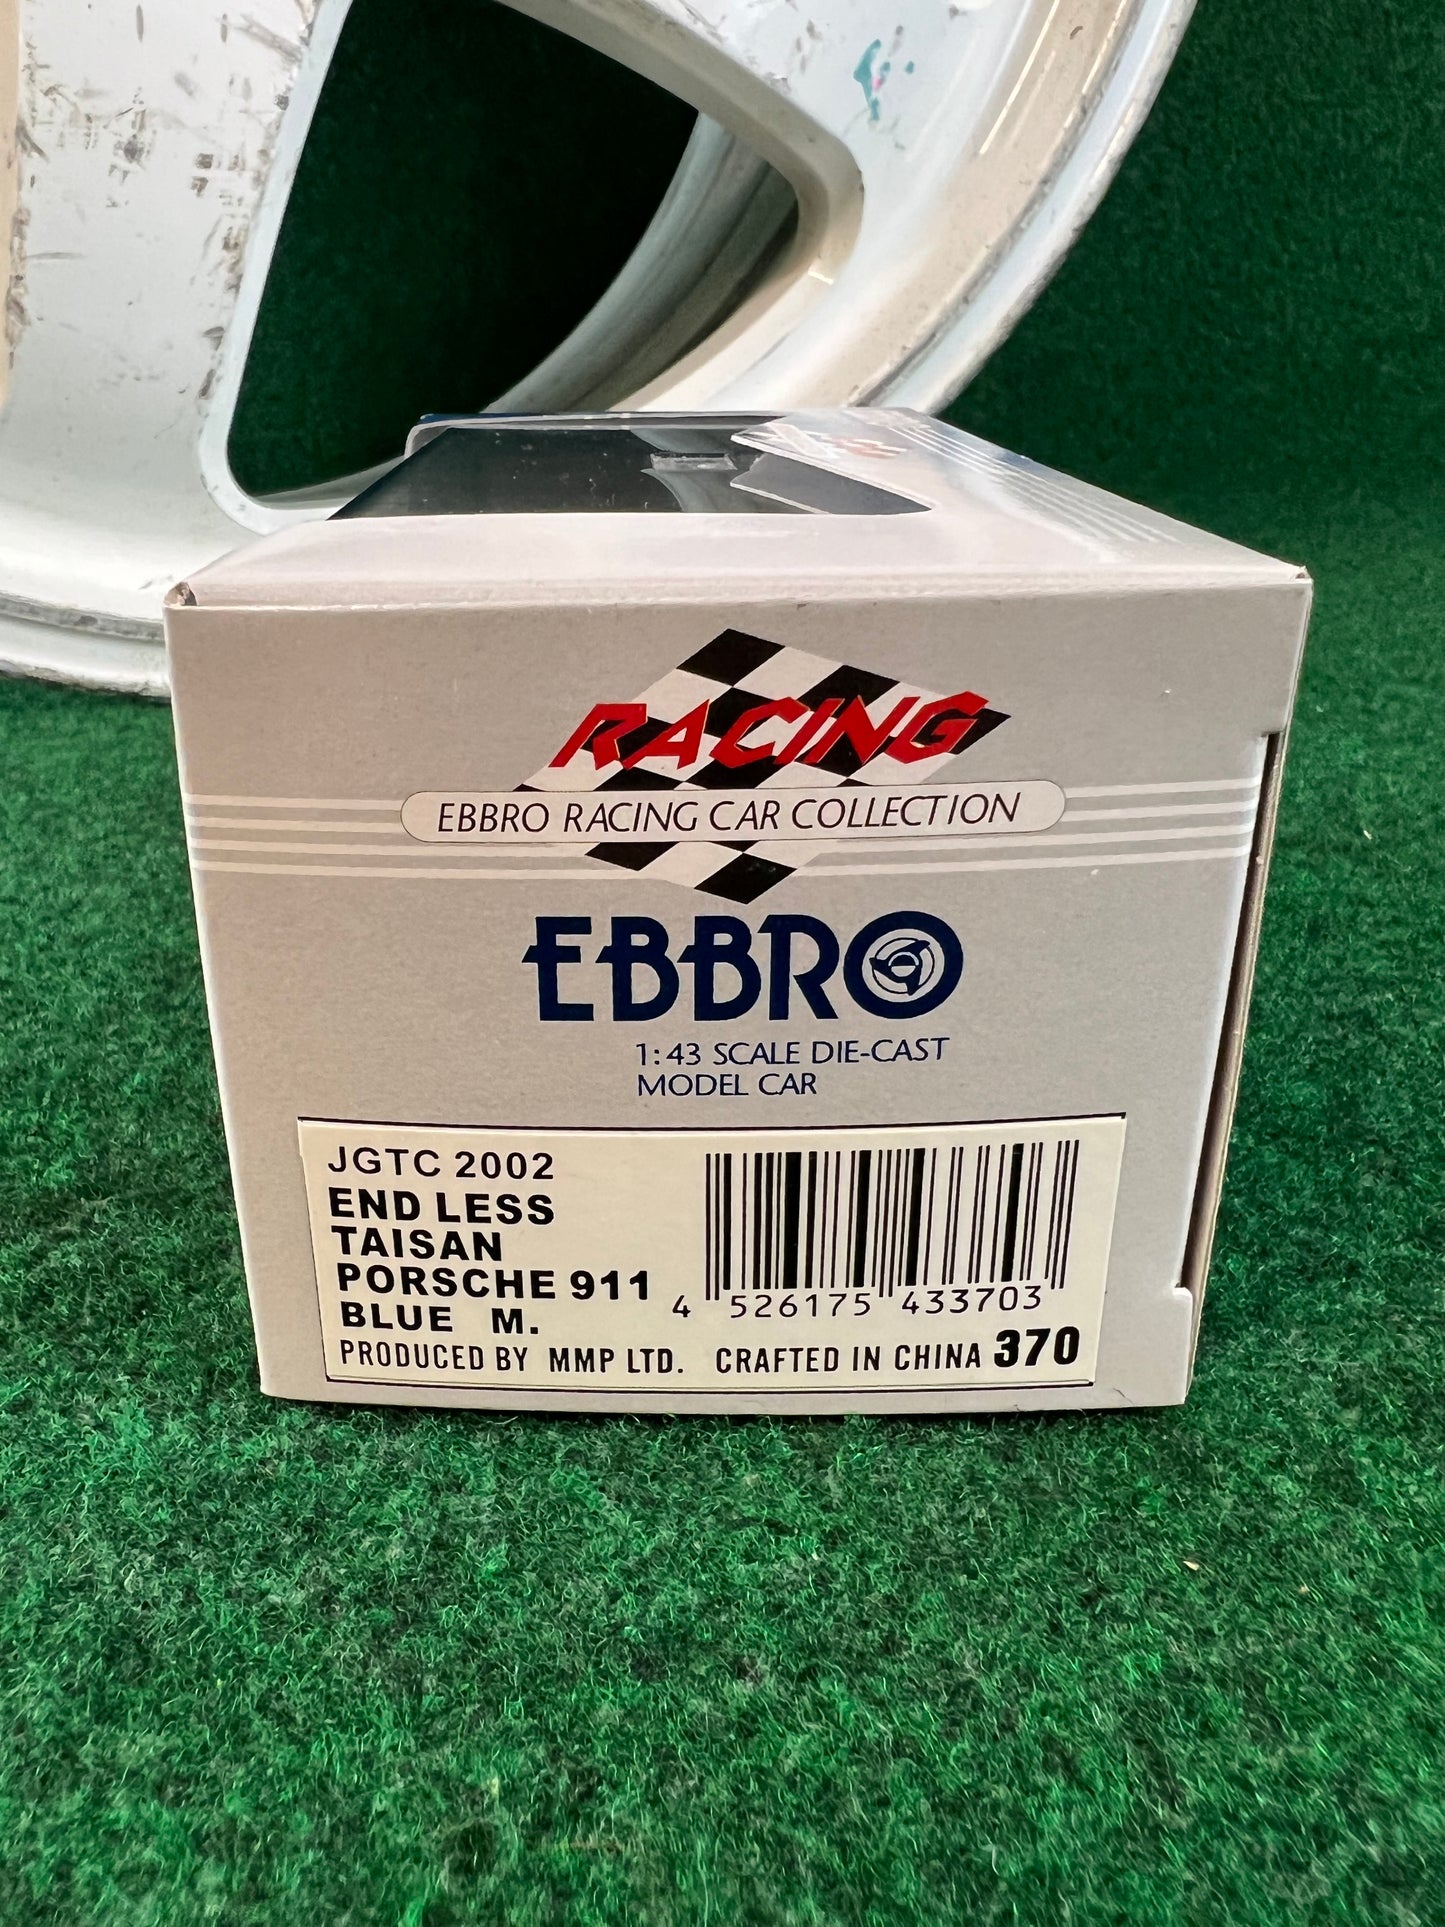 RACING
EBBRO RACING CAR COLLECTION
EBBRO
1:43 SCALE DIE-CAST
MODEL CAR
JGTC 2002
END LESS
TAISAN
PORSCHE 911
BLUE M.
4 526175 433703
PRODUCED BY MMP LTD. CRAFTED IN CHINA 370